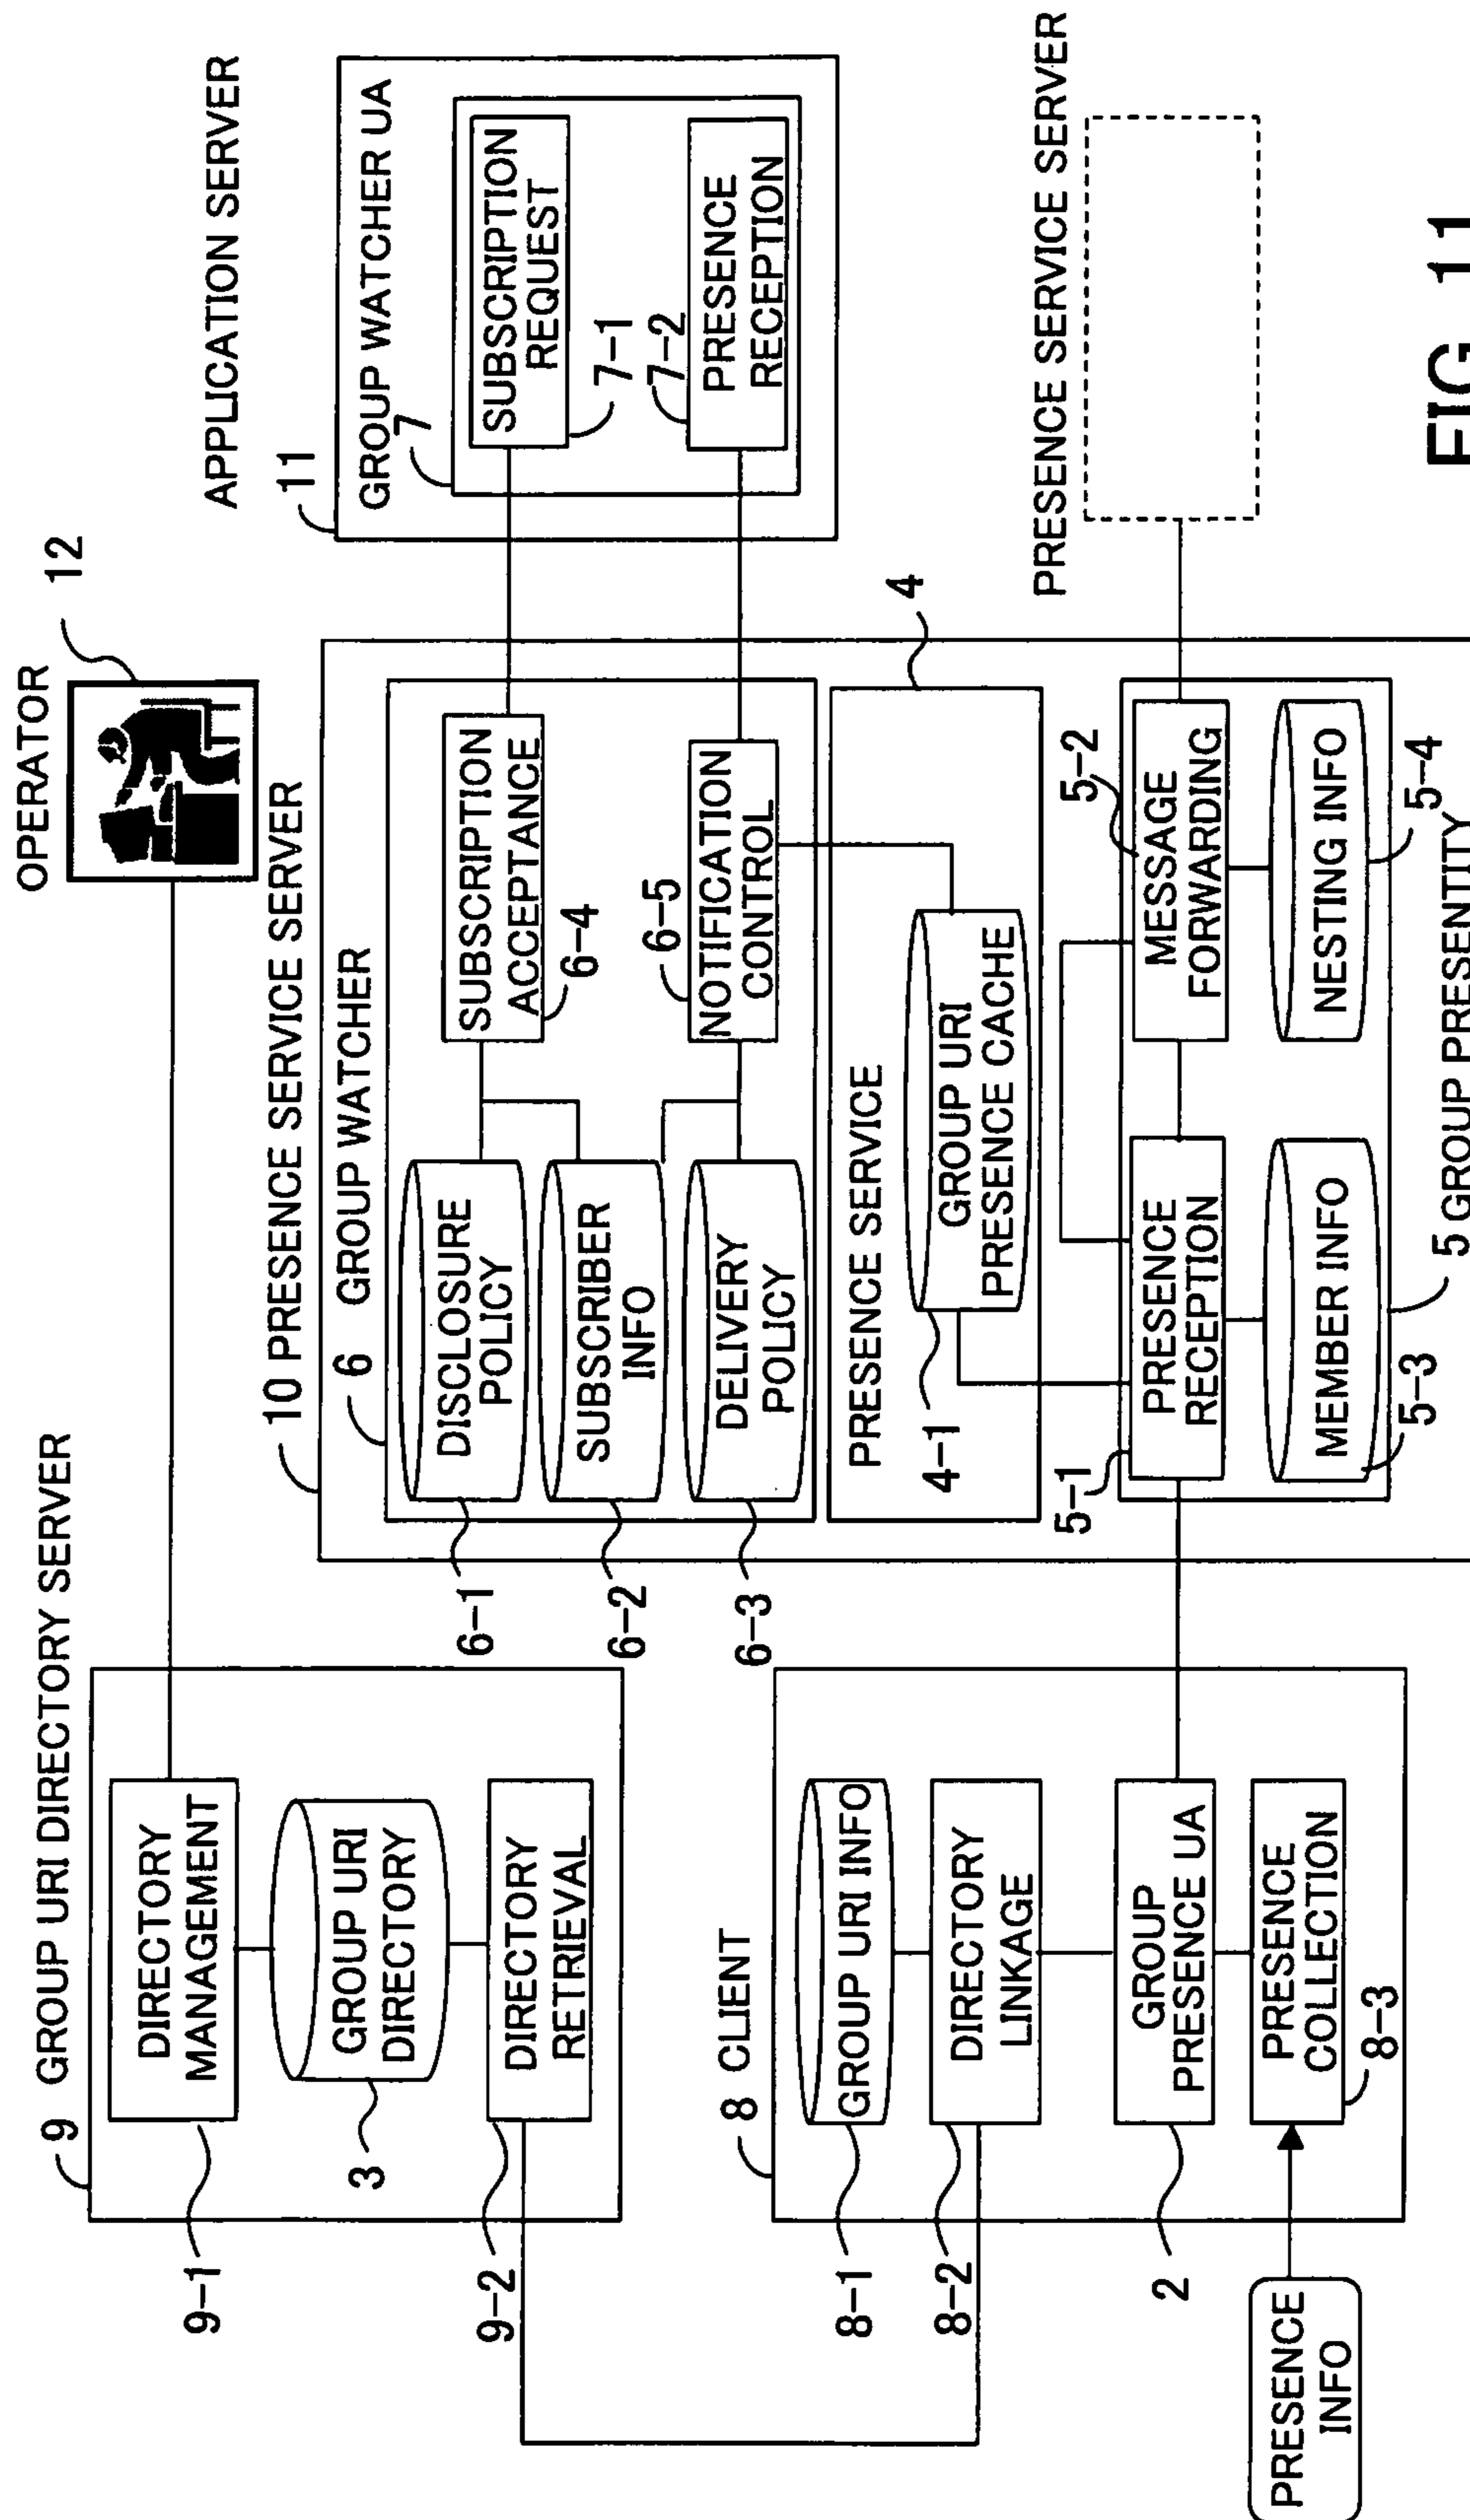 OPERATOR
12
9 GROUP URI DIRECTORY SERVER
DIRECTORY
MANAGEMENT
9-1
GROUP URI
DIRECTORY
3
DIRECTORY
RETRIEVAL
9-2
8 CLIENT
GROUP URI INFO
8-1
DIRECTORY
LINKAGE
8-2
GROUP
PRESENCE UA
2
PRESENCE
COLLECTION
8-3
PRESENCE
INFO
10 PRESENCE SERVICE SERVER
6
GROUP WATCHER
DISCLOSURE
POLICY
6-1
SUBSCRIBER
INFO
6-2
DELIVERY
POLICY
6-3
SUBSCRIPTION
ACCEPTANCE
6-4
NOTIFICATION
CONTROL
6-5
PRESENCE SERVICE
4
GROUP URI
PRESENCE CACHE
4-1
PRESENCE
RECEPTION
5-1
MESSAGE
FORWARDING
5-2
MEMBER INFO
5-3
NESTING INFO
5-4
5 GROUP PRESENTITY
APPLICATION SERVER
11
GROUP WATCHER UA
7
SUBSCRIPTION
REQUEST
7-1
PRESENCE
RECEPTION
7-2
PRESENCE SERVICE SERVER
FIG. 11